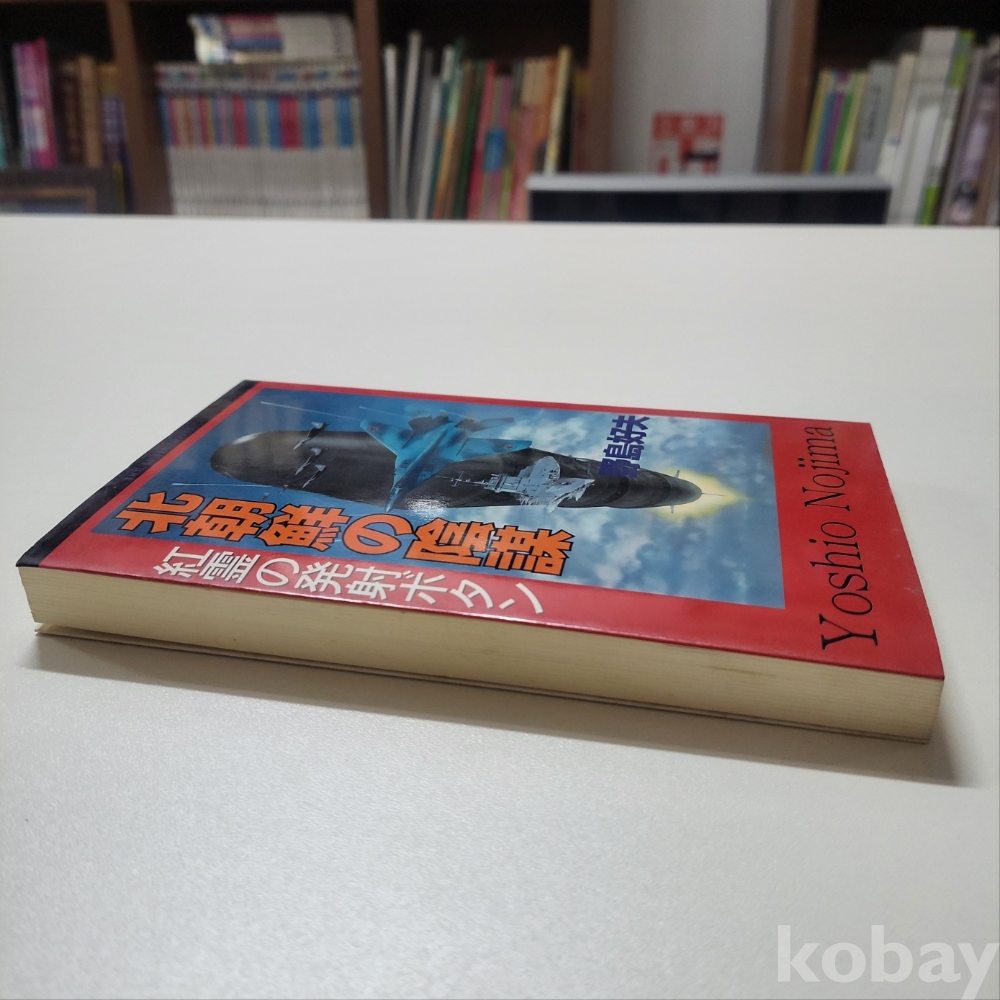 北朝鮮の陰謀
紅霊の発射ボタン
野島好夫
Yoshio Nojima
kobay